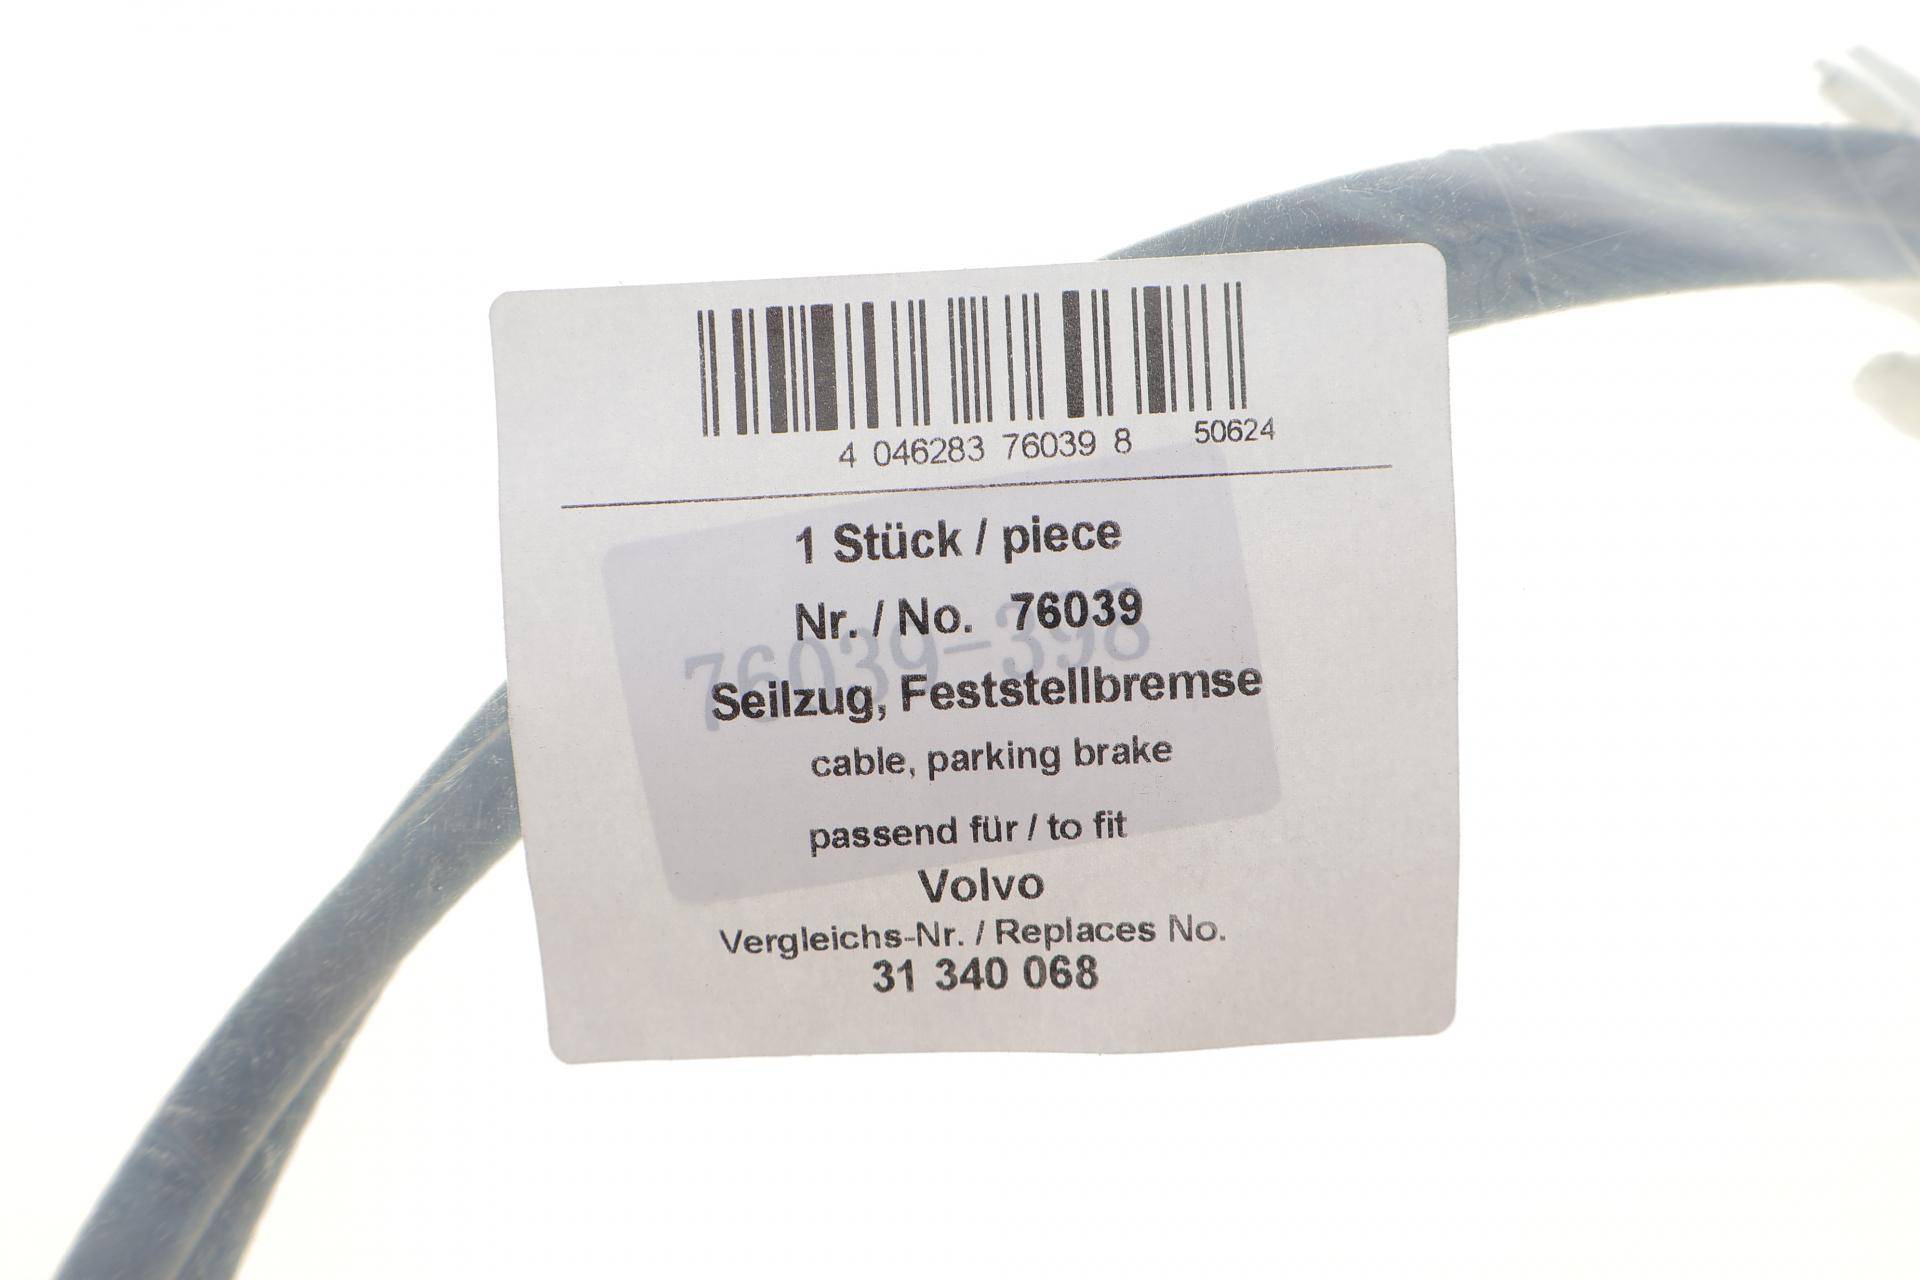 4 046283 76039 8 50624
1 Stück / piece
Nr. / No. 76039
76039-398
Seilzug, Feststellbremse
cable, parking brake
passend für / to fit
Volvo
Vergleichs-Nr. / Replaces No.
31 340 068